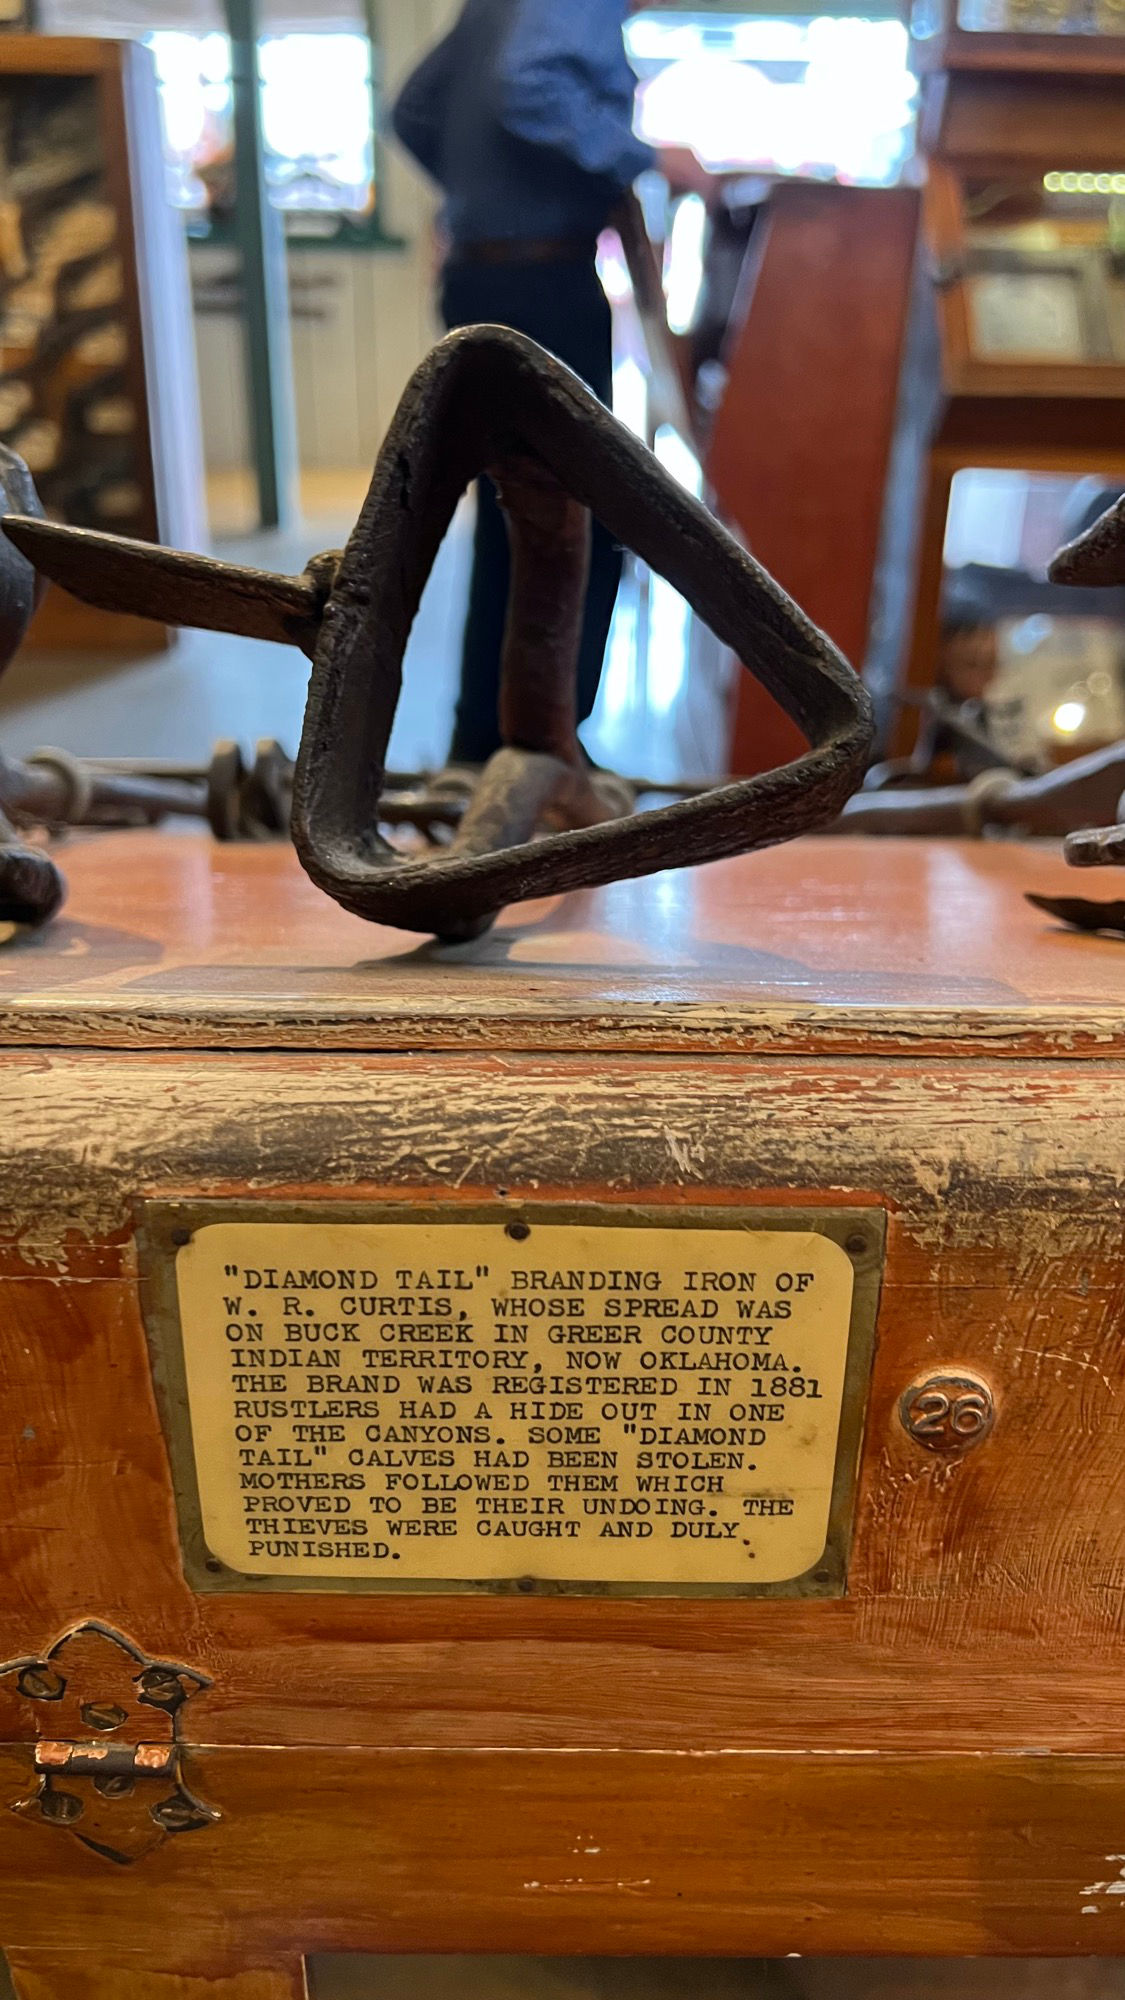 "DIAMOND TAIL" BRANDING IRON OF
W. R. CURTIS, WHOSE SPREAD WAS
ON BUCK CREEK IN GREER COUNTY
INDIAN TERRITORY, NOW OKLAHOMA.
THE BRAND WAS REGISTERED IN 1881
RUSTLERS HAD A HIDE OUT IN ONE
OF THE CANYONS. SOME "DIAMOND
TAIL" CALVES HAD BEEN STOLEN.
MOTHERS FOLLOWED THEM WHICH
PROVED TO BE THEIR UNDOING. THE
THIEVES WERE CAUGHT AND DULY
PUNISHED.
26